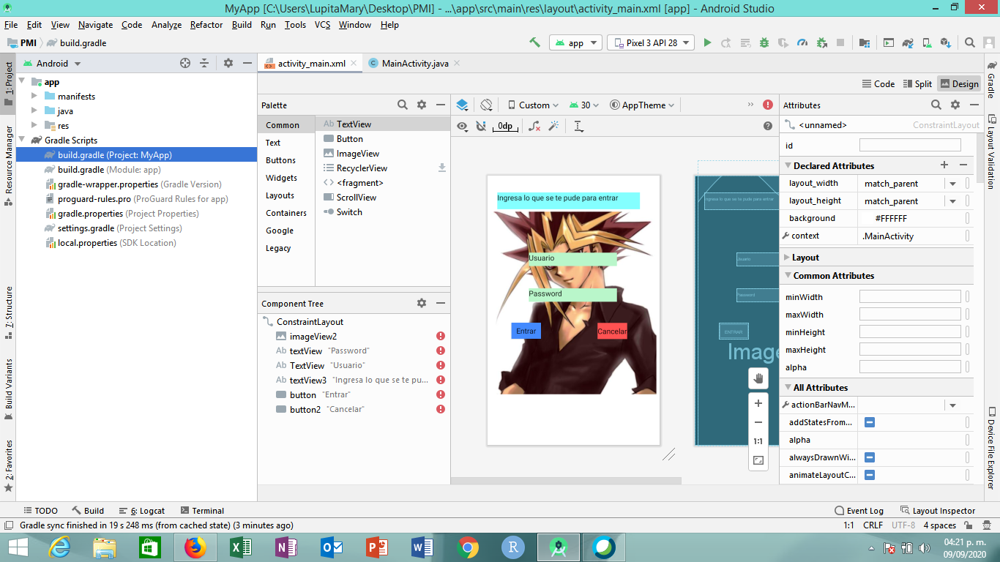 MyApp [C:\Users\LupitaMary\Desktop\PMI] - ...\app\src\main\res\layout\activity_main.xml [app] - Android Studio
File Edit View Navigate Code Analyze Refactor Build Run Tools VCS Window Help
PMI build.gradle
app Pixel 3 API 28
Android
activity_main.xml MainActivity.java
Code Split Design
1: Project
Resource Manager
7: Structure
Build Variants
2: Favorites
app
manifests
java
res
Gradle Scripts
build.gradle (Project: MyApp)
build.gradle (Module: app)
gradle-wrapper.properties (Gradle Version)
proguard-rules.pro (ProGuard Rules for app)
gradle.properties (Project Properties)
settings.gradle (Project Settings)
local.properties (SDK Location)
Palette
Common
Text
Buttons
Widgets
Layouts
Containers
Google
Legacy
Ab TextView
Button
ImageView
RecyclerView
<fragment>
ScrollView
Switch
Component Tree
ConstraintLayout
imageView2
Ab textView "Password"
Ab TextView "Usuario"
Ab textView3 "Ingresa lo que se te pu...
button "Entrar"
button2 "Cancelar"
Custom 30 AppTheme
0dp
Ingresa lo que se te pude para entrar
Usuario
Password
Entrar Cancelar
Ingresa lo que se te pude para entrar
Usuario
Password
ENTRAR
Image
1:1
Attributes
<unnamed> ConstraintLayout
id
Declared Attributes
layout_width match_parent
layout_height match_parent
background #FFFFFF
context .MainActivity
Layout
Common Attributes
minWidth
maxWidth
minHeight
maxHeight
alpha
All Attributes
actionBarNavM...
addStatesFrom...
alpha
alwaysDrawnWi...
animateLayoutC...
Gradle
Layout Validation
Device File Explorer
TODO Build 6: Logcat Terminal
Event Log Layout Inspector
Gradle sync finished in 19 s 248 ms (from cached state) (3 minutes ago)
1:1 CRLF UTF-8 4 spaces
04:21 p. m.
09/09/2020